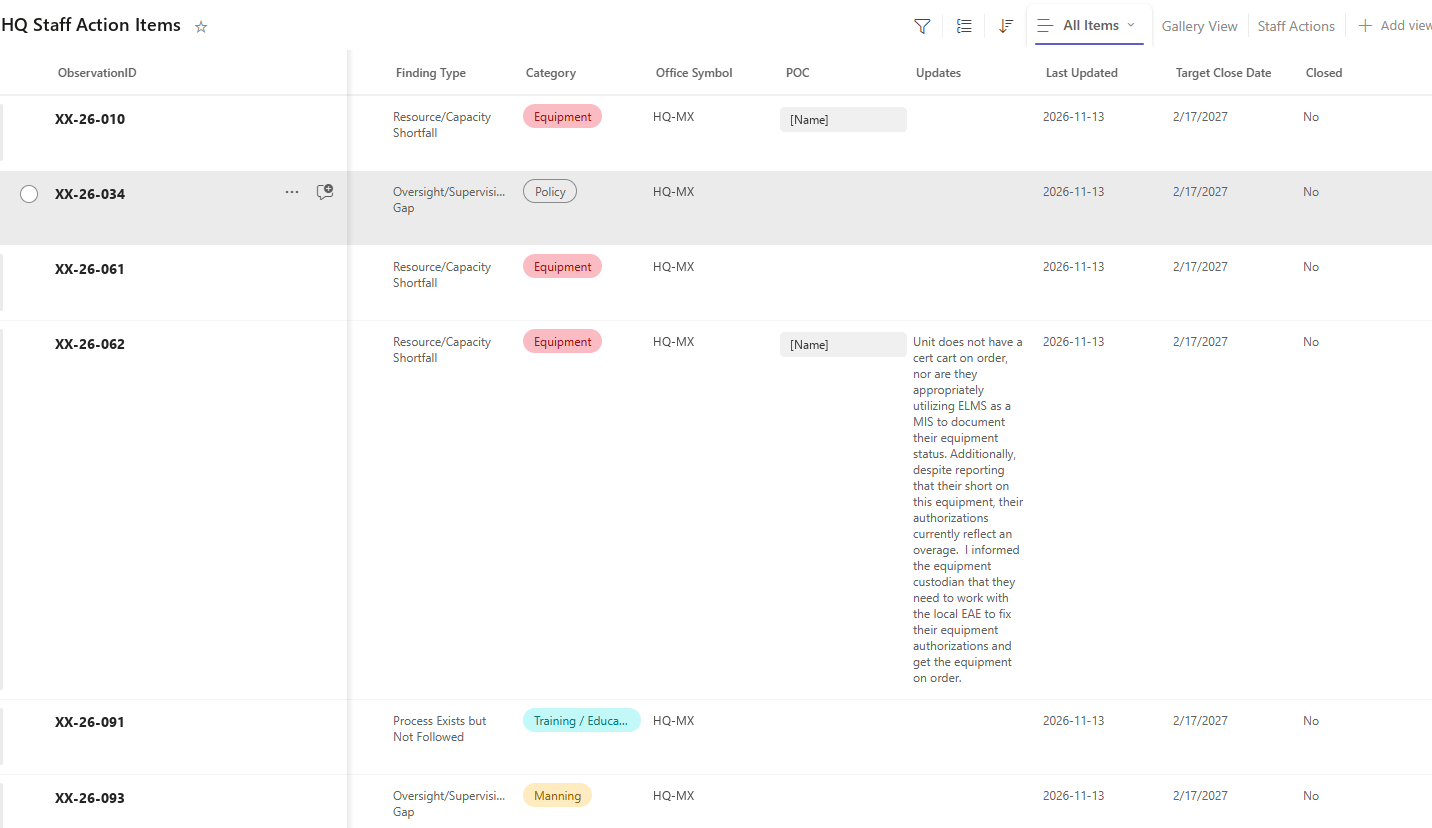 HQ Staff Action Items
All Items
Gallery View
Staff Actions
Add view
ObservationID
Finding Type
Category
Office Symbol
POC
Updates
Last Updated
Target Close Date
Closed
XX-26-010
Resource/Capacity
Shortfall
Equipment
HQ-MX
[Name]
2026-11-13
2/17/2027
No
XX-26-034
Oversight/Supervisi...
Gap
Policy
HQ-MX
2026-11-13
2/17/2027
No
XX-26-061
Resource/Capacity
Shortfall
Equipment
HQ-MX
2026-11-13
2/17/2027
No
XX-26-062
Resource/Capacity
Shortfall
Equipment
HQ-MX
[Name]
Unit does not have a
cert cart on order,
nor are they
appropriately
utilizing ELMS as a
MIS to document
their equipment
status. Additionally,
despite reporting
that their short on
this equipment, their
authorizations
currently reflect an
overage.  I informed
the equipment
custodian that they
need to work with
the local EAE to fix
their equipment
authorizations and
get the equipment
on order.
2026-11-13
2/17/2027
No
XX-26-091
Process Exists but
Not Followed
Training / Educa...
HQ-MX
2026-11-13
2/17/2027
No
XX-26-093
Oversight/Supervisi...
Gap
Manning
HQ-MX
2026-11-13
2/17/2027
No